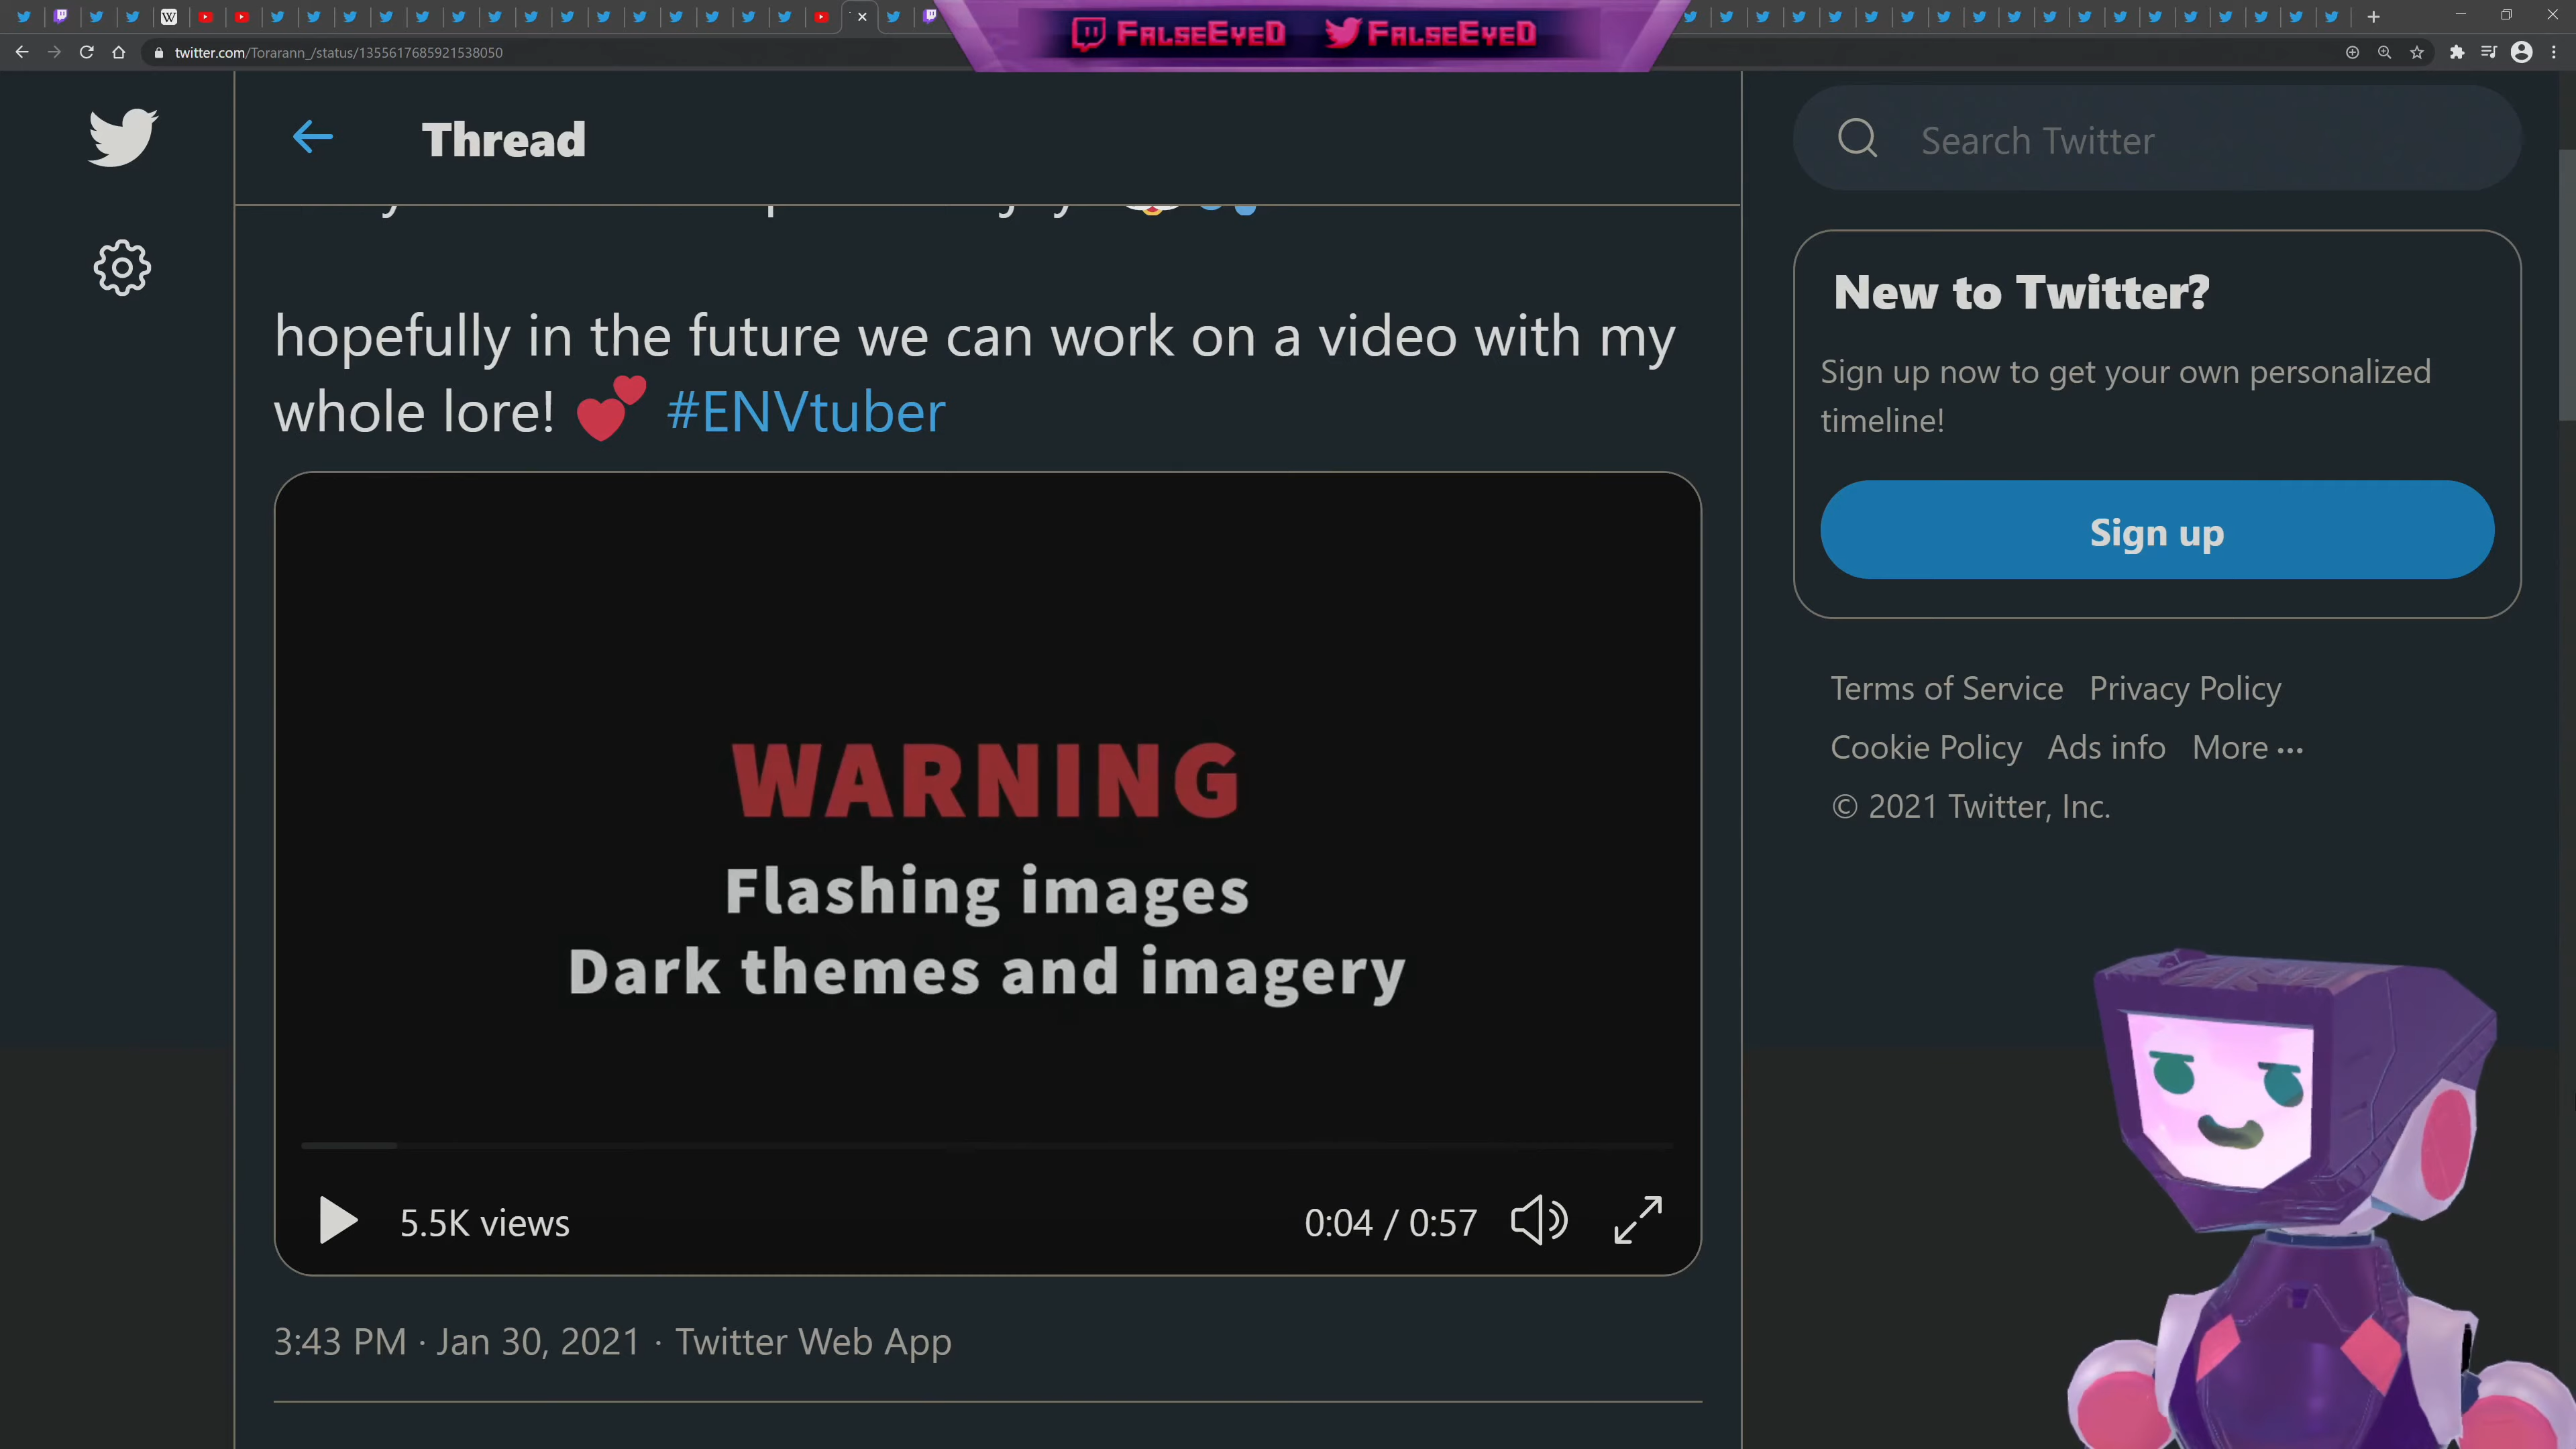 FALSEEYED FALSEEYED
twitter.com/Torarann_/status/1355617685921538050
Thread
Search Twitter
hopefully in the future we can work on a video with my
whole lore! 💕 #ENVtuber
New to Twitter?
Sign up now to get your own personalized
timeline!
Sign up
Terms of Service Privacy Policy
Cookie Policy Ads info More ···
© 2021 Twitter, Inc.
WARNING
Flashing images
Dark themes and imagery
5.5K views 0:04 / 0:57
3:43 PM · Jan 30, 2021 · Twitter Web App